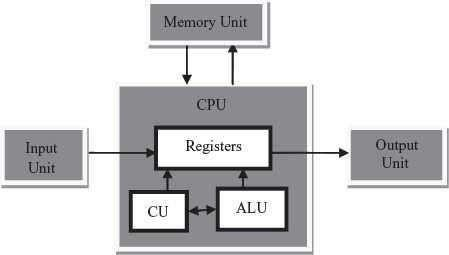 Memory Unit
CPU
Registers
Input
Unit
Output
Unit
CU
ALU